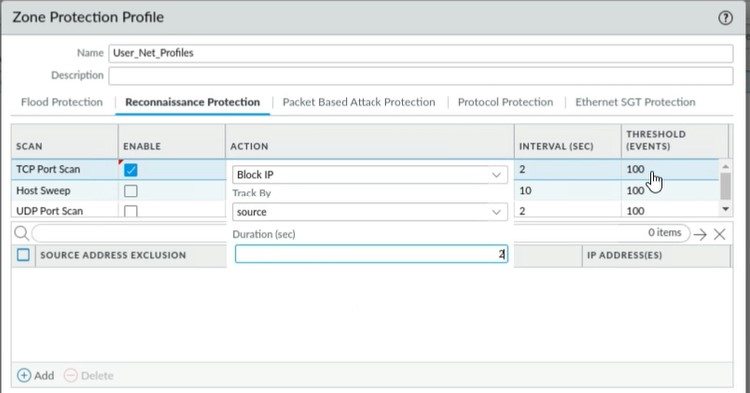 Zone Protection Profile
Name User_Net_Profiles
Description
Flood Protection Reconnaissance Protection Packet Based Attack Protection Protocol Protection Ethernet SGT Protection
SCAN ENABLE ACTION INTERVAL (SEC) THRESHOLD (EVENTS)
TCP Port Scan Block IP 2 100
Track By
Host Sweep 10 100
UDP Port Scan source 2 100
Duration (sec)
0 items
2
SOURCE ADDRESS EXCLUSION IP ADDRESS(ES)
Add Delete